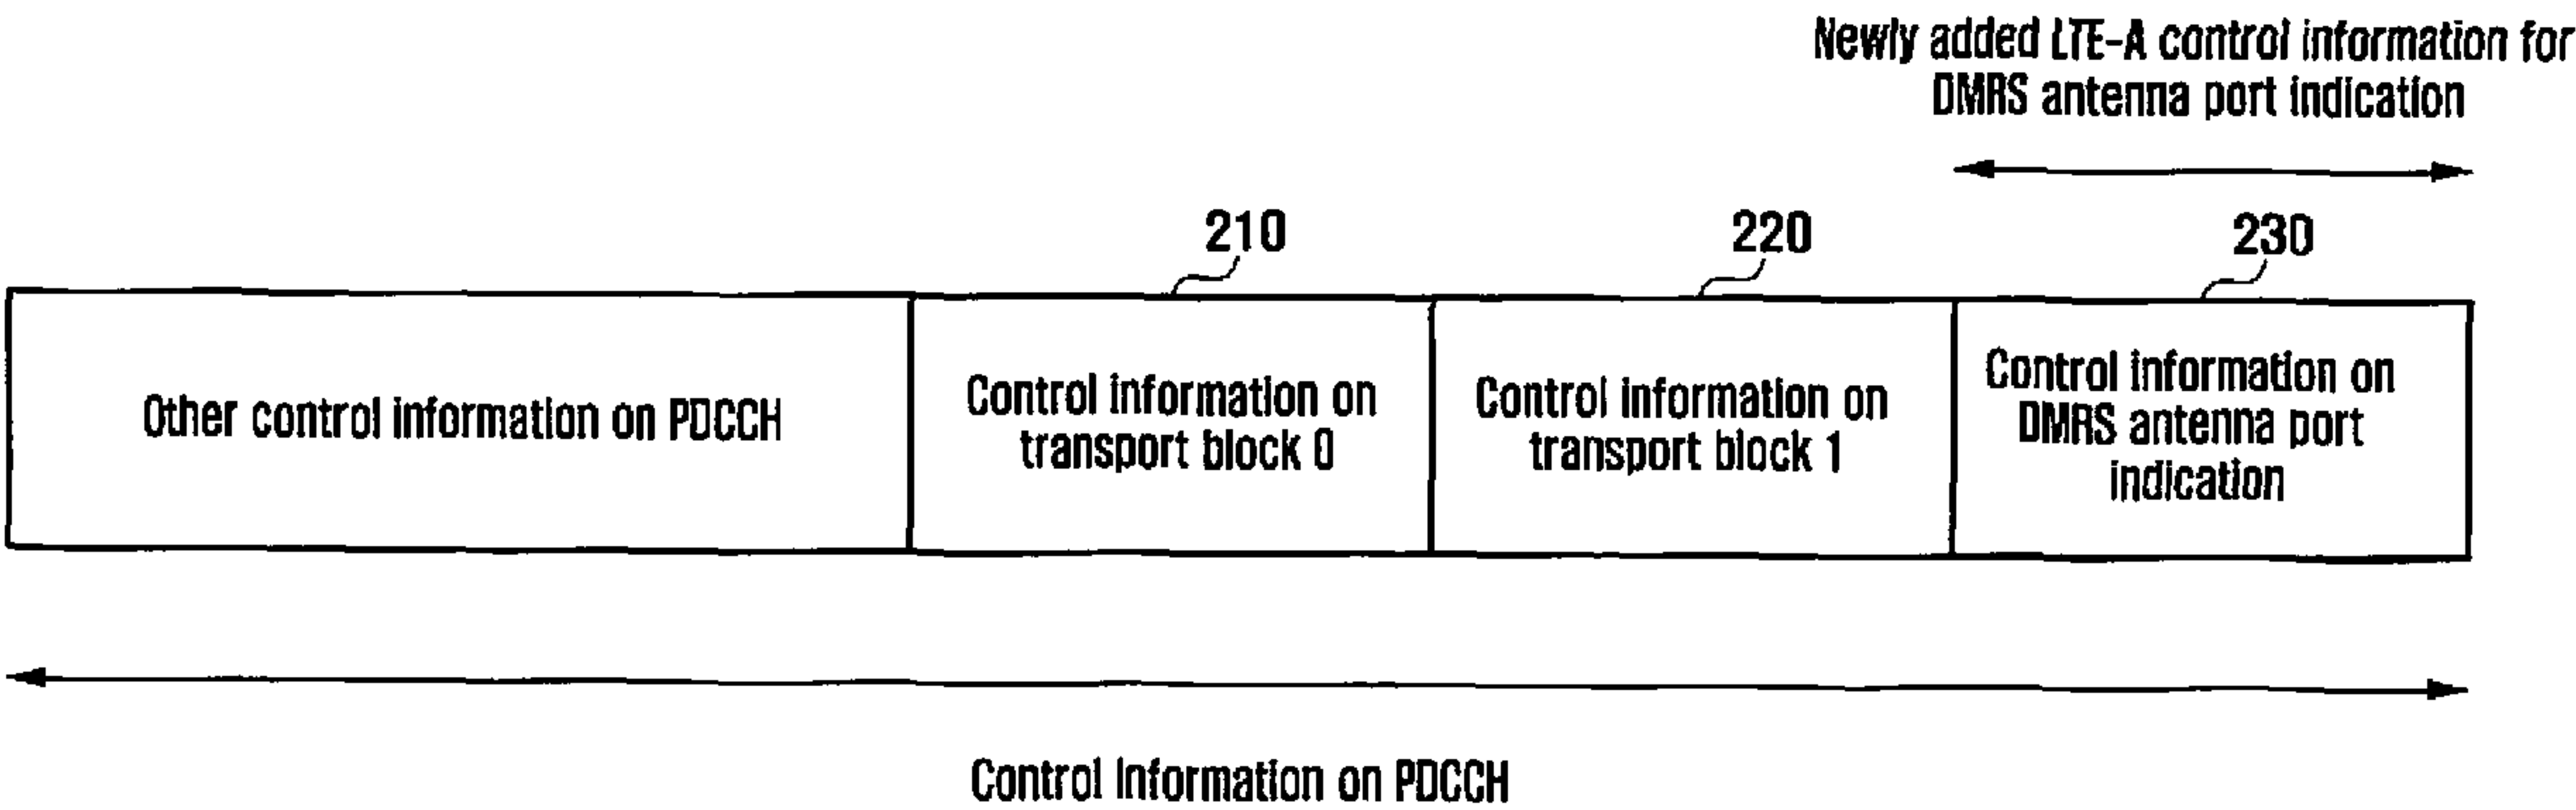 Newly added LTE-A control information for
DMRS antenna port indication
210
220
230
Other control information on PDCCH
Control information on
transport block 0
Control information on
transport block 1
Control information on
DMRS antenna port
indication
Control Information on PDCCH